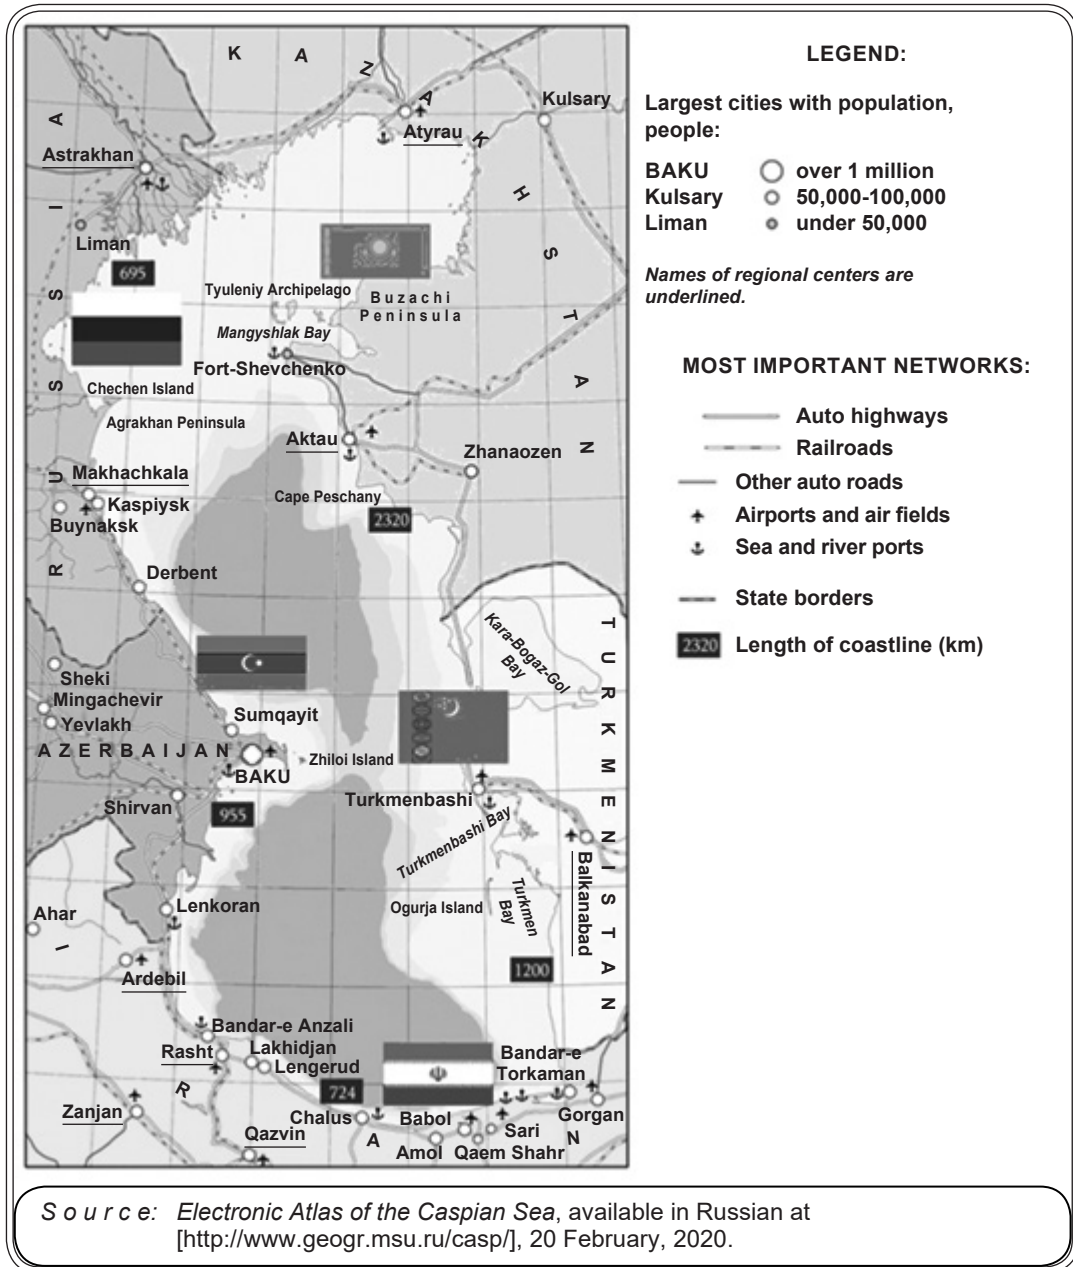 K A Z A K H S T A N
Kulsary
Atyrau
Astrakhan
Liman
695
R U S S I A
Tyuleniy Archipelago
Buzachi
Peninsula
Mangyshlak Bay
Fort-Shevchenko
Chechen Island
Agrakhan Peninsula
Aktau
Zhanaozen
Makhachkala
Kaspiysk
Buynaksk
Cape Peschany
2320
Derbent
Kara-Bogaz-Gol
Bay
T U R K M E N I S T A N
Sheki
Mingachevir
Yevlakh
Sumqayit
A Z E R B A I J A N
Zhiloi Island
BAKU
Turkmenbashi
Shirvan
955
Turkmenbashi Bay
Balkanabad
Lenkoran
Ogurja Island
Turkmen
Bay
Ahar
I R A N
Ardebil
1200
Bandar-e Anzali
Rasht
Lakhidjan
Lengerud
Bandar-e
Torkaman
724
Zanjan
Chalus
Babol
Gorgan
Sari
Qazvin
Amol
Qaem Shahr
LEGEND:
Largest cities with population,
people:
BAKU over 1 million
Kulsary 50,000-100,000
Liman under 50,000
Names of regional centers are
underlined.
MOST IMPORTANT NETWORKS:
Auto highways
Railroads
Other auto roads
Airports and air fields
Sea and river ports
State borders
2320 Length of coastline (km)
S o u r c e: Electronic Atlas of the Caspian Sea, available in Russian at
[http://www.geogr.msu.ru/casp/], 20 February, 2020.